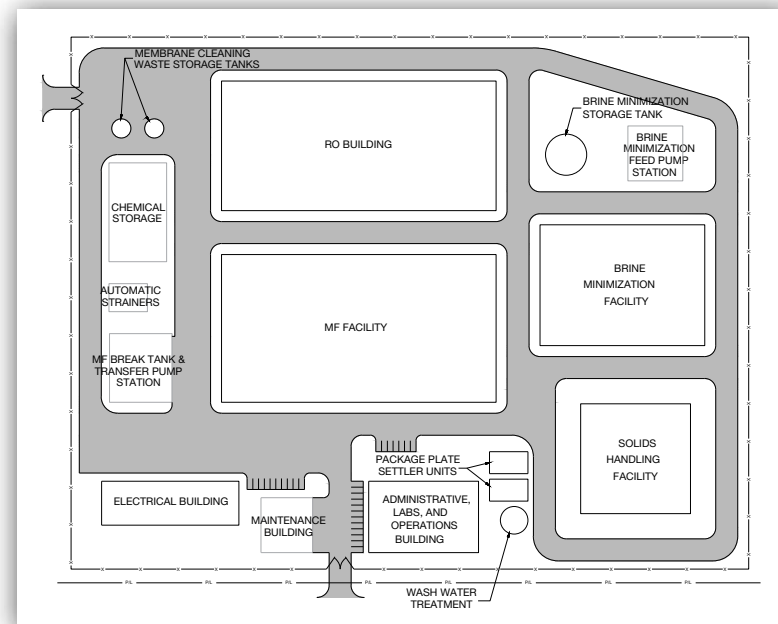 MEMBRANE CLEANING
WASTE STORAGE TANKS
RO BUILDING
BRINE MINIMIZATION
STORAGE TANK
BRINE
MINIMIZATION
FEED PUMP
STATION
CHEMICAL
STORAGE
AUTOMATIC
STRAINERS
MF BREAK TANK &
TRANSFER PUMP
STATION
MF FACILITY
BRINE
MINIMIZATION
FACILITY
SOLIDS
HANDLING
FACILITY
PACKAGE PLATE
SETTLER UNITS
ELECTRICAL BUILDING
MAINTENANCE
BUILDING
ADMINISTRATIVE,
LABS, AND
OPERATIONS
BUILDING
WASH WATER
TREATMENT
P/L P/L P/L P/L P/L P/L P/L P/L P/L